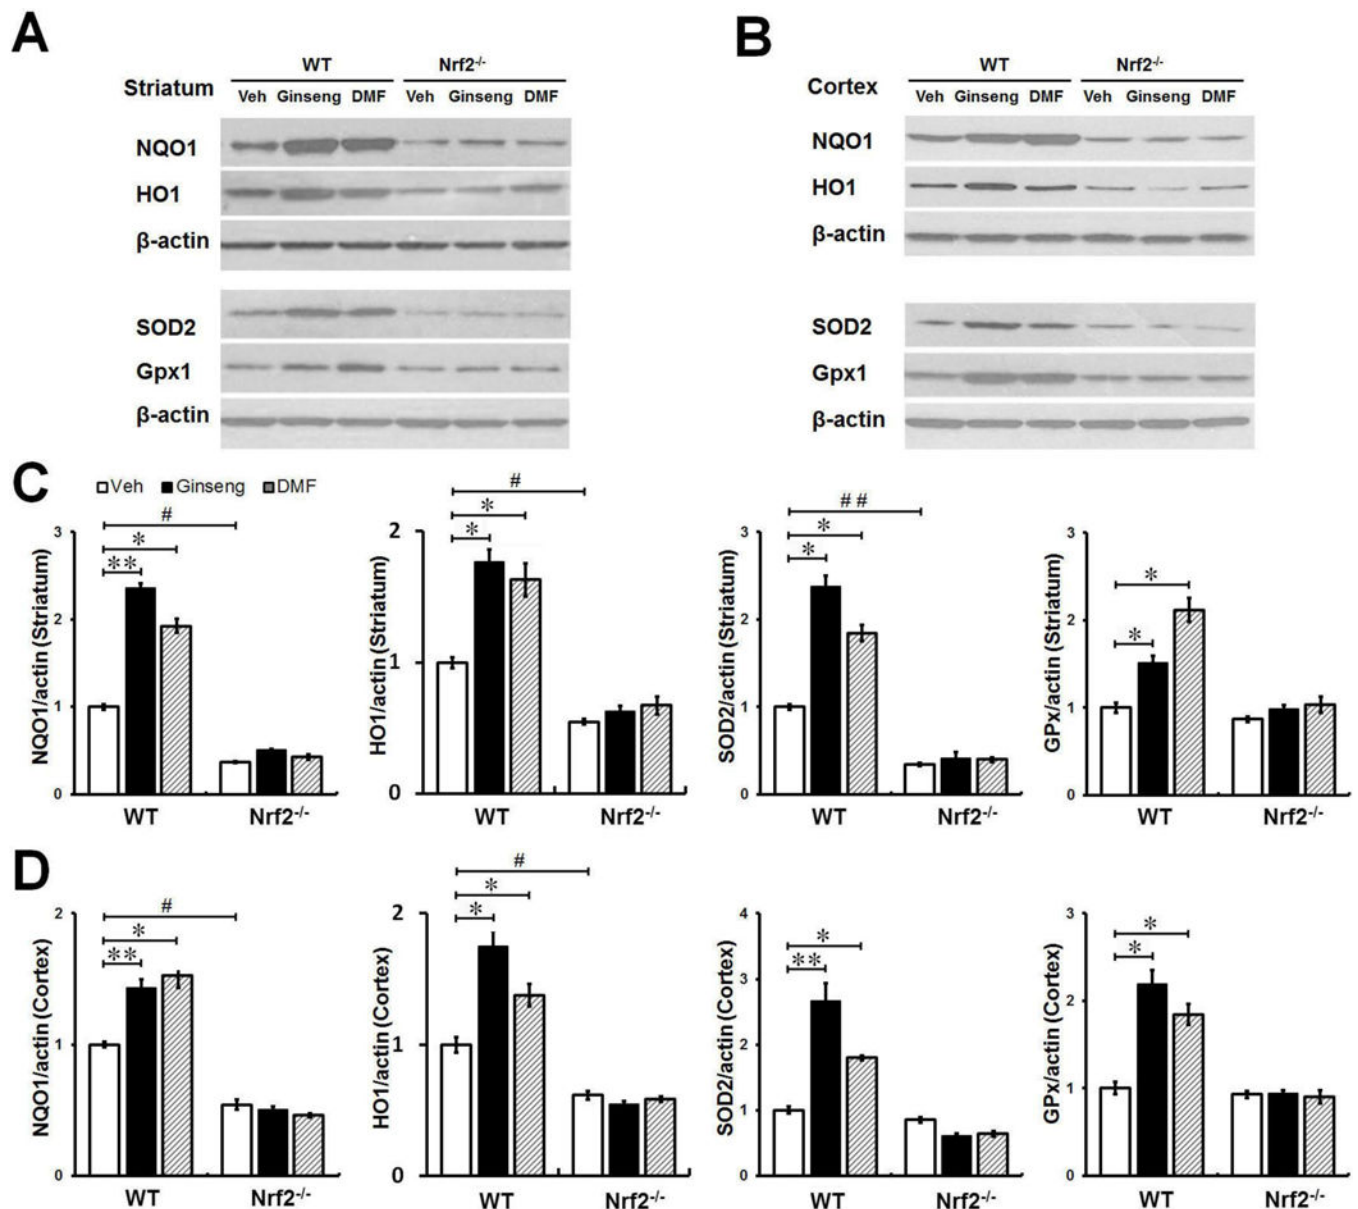 A
WT Nrf2-/-
Striatum
Veh Ginseng DMF Veh Ginseng DMF
NQO1
HO1
β-actin
SOD2
Gpx1
β-actin
B
WT Nrf2-/-
Cortex
Veh Ginseng DMF Veh Ginseng DMF
NQO1
HO1
β-actin
SOD2
Gpx1
β-actin
C
Veh Ginseng DMF
NQO1/actin (Striatum)
3
2
1
0
#
*
**
WT Nrf2-/-
HO1/actin (Striatum)
2
1
0
#
*
*
WT Nrf2-/-
SOD2/actin (Striatum)
3
2
1
0
# #
*
*
WT Nrf2-/-
GPx/actin (Striatum)
3
2
1
0
*
*
WT Nrf2-/-
D
NQO1/actin (Cortex)
2
1
0
#
*
**
WT Nrf2-/-
HO1/actin (Cortex)
2
1
0
#
*
*
WT Nrf2-/-
SOD2/actin (Cortex)
4
3
2
1
0
*
**
WT Nrf2-/-
GPx/actin (Cortex)
3
2
1
0
*
*
WT Nrf2-/-